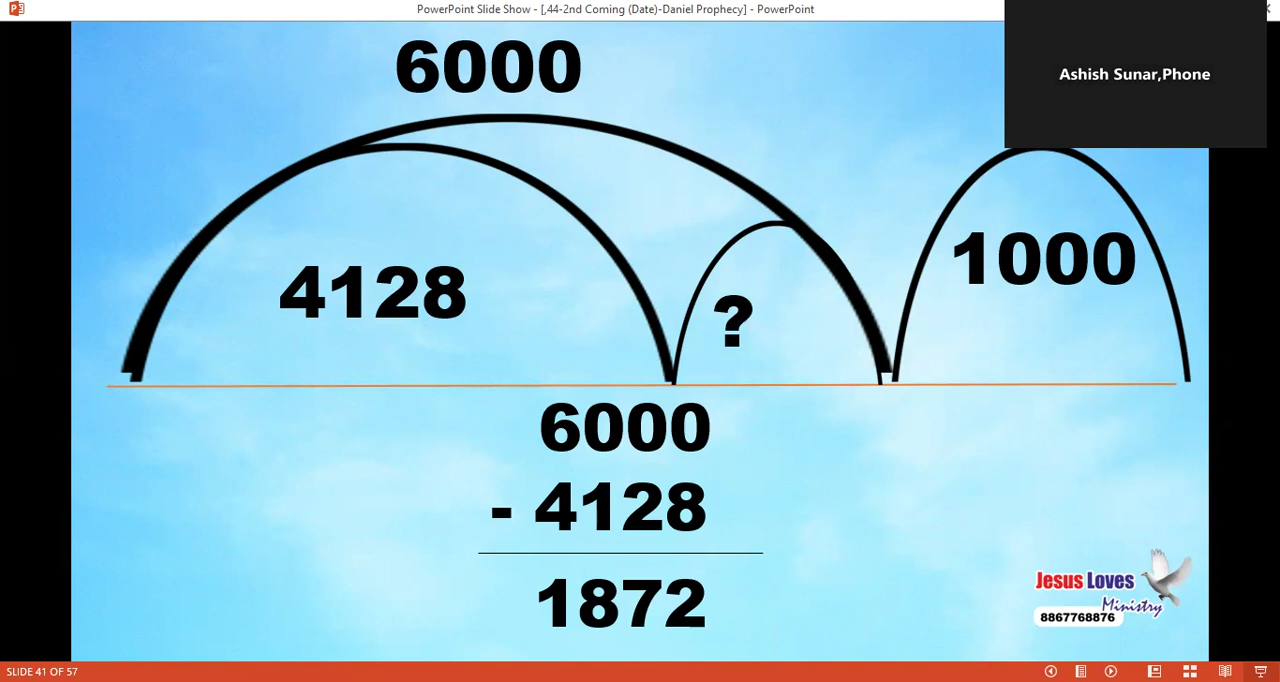 PowerPoint Slide Show - [,44-2nd Coming (Date)-Daniel Prophecy] - PowerPoint
Ashish Sunar,Phone
6000
4128
?
1000
6000
- 4128
1872
Jesus Loves
Ministry
8867768876
SLIDE 41 OF 57